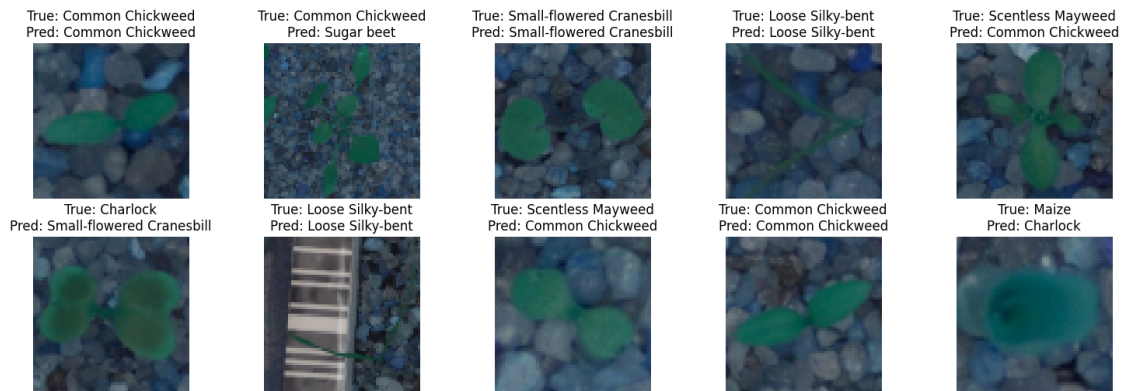 True: Common Chickweed
Pred: Common Chickweed
True: Common Chickweed
Pred: Sugar beet
True: Small-flowered Cranesbill
Pred: Small-flowered Cranesbill
True: Loose Silky-bent
Pred: Loose Silky-bent
True: Scentless Mayweed
Pred: Common Chickweed
True: Charlock
Pred: Small-flowered Cranesbill
True: Loose Silky-bent
Pred: Loose Silky-bent
True: Scentless Mayweed
Pred: Common Chickweed
True: Common Chickweed
Pred: Common Chickweed
True: Maize
Pred: Charlock